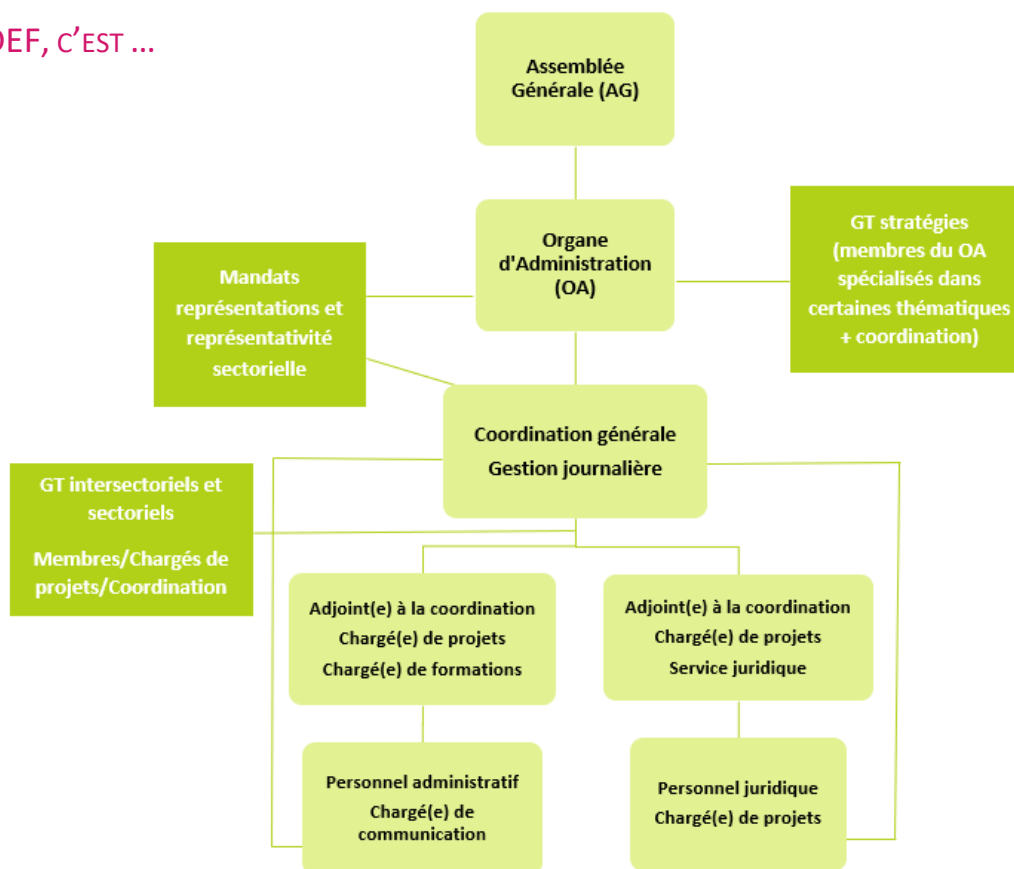 DEF, C'EST ...
Assemblée
Générale (AG)
Organe
d'Administration
(OA)
GT stratégies
(membres du OA
spécialisés dans
certaines thématiques
+ coordination)
Mandats
représentations et
représentativité
sectorielle
Coordination générale
Gestion journalière
GT intersectoriels et
sectoriels
Membres/Chargés de
projets/Coordination
Adjoint(e) à la coordination
Chargé(e) de projets
Chargé(e) de formations
Adjoint(e) à la coordination
Chargé(e) de projets
Service juridique
Personnel administratif
Chargé(e) de
communication
Personnel juridique
Chargé(e) de projets